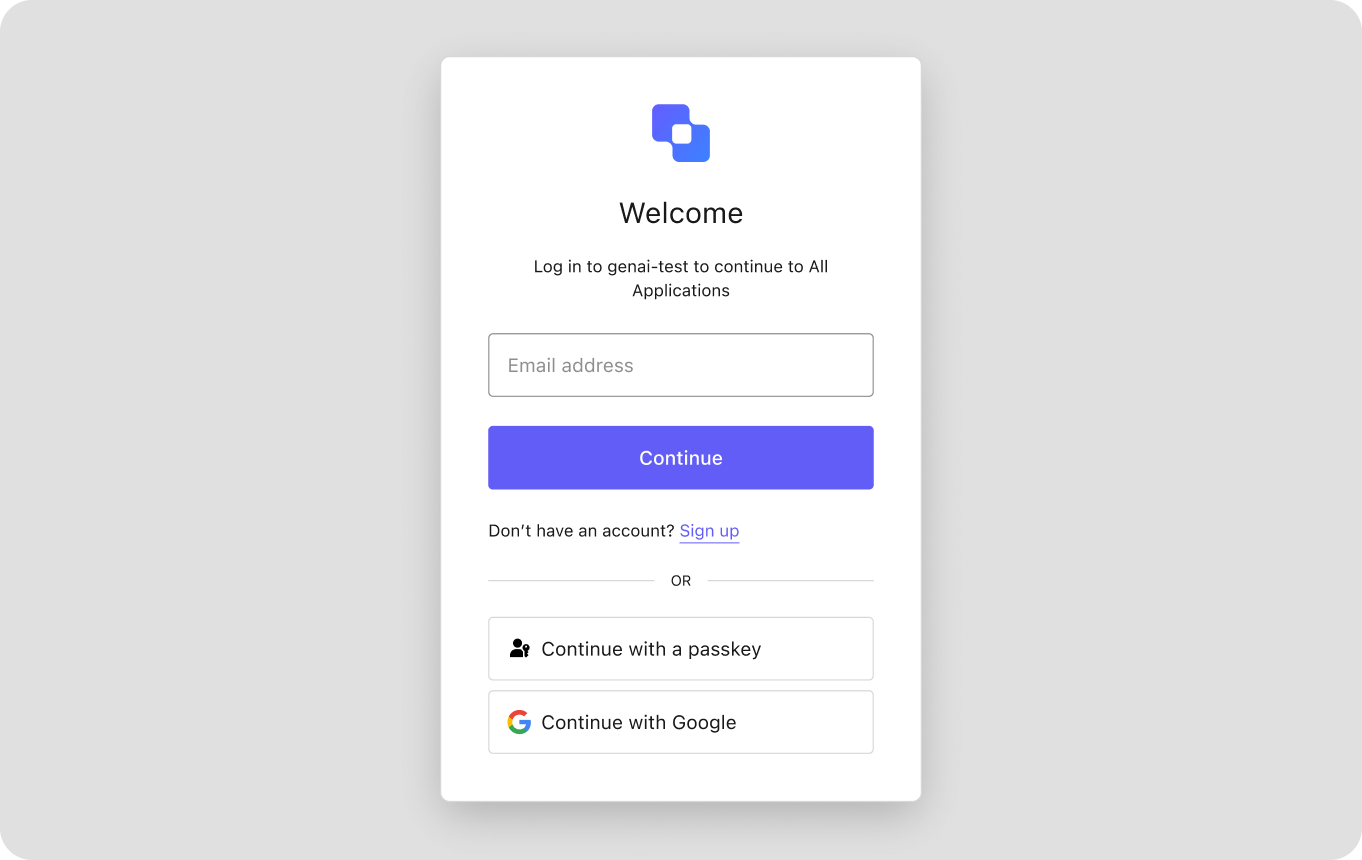 Welcome
Log in to genai-test to continue to All
Applications
Email address
Continue
Don’t have an account? Sign up
OR
Continue with a passkey
Continue with Google